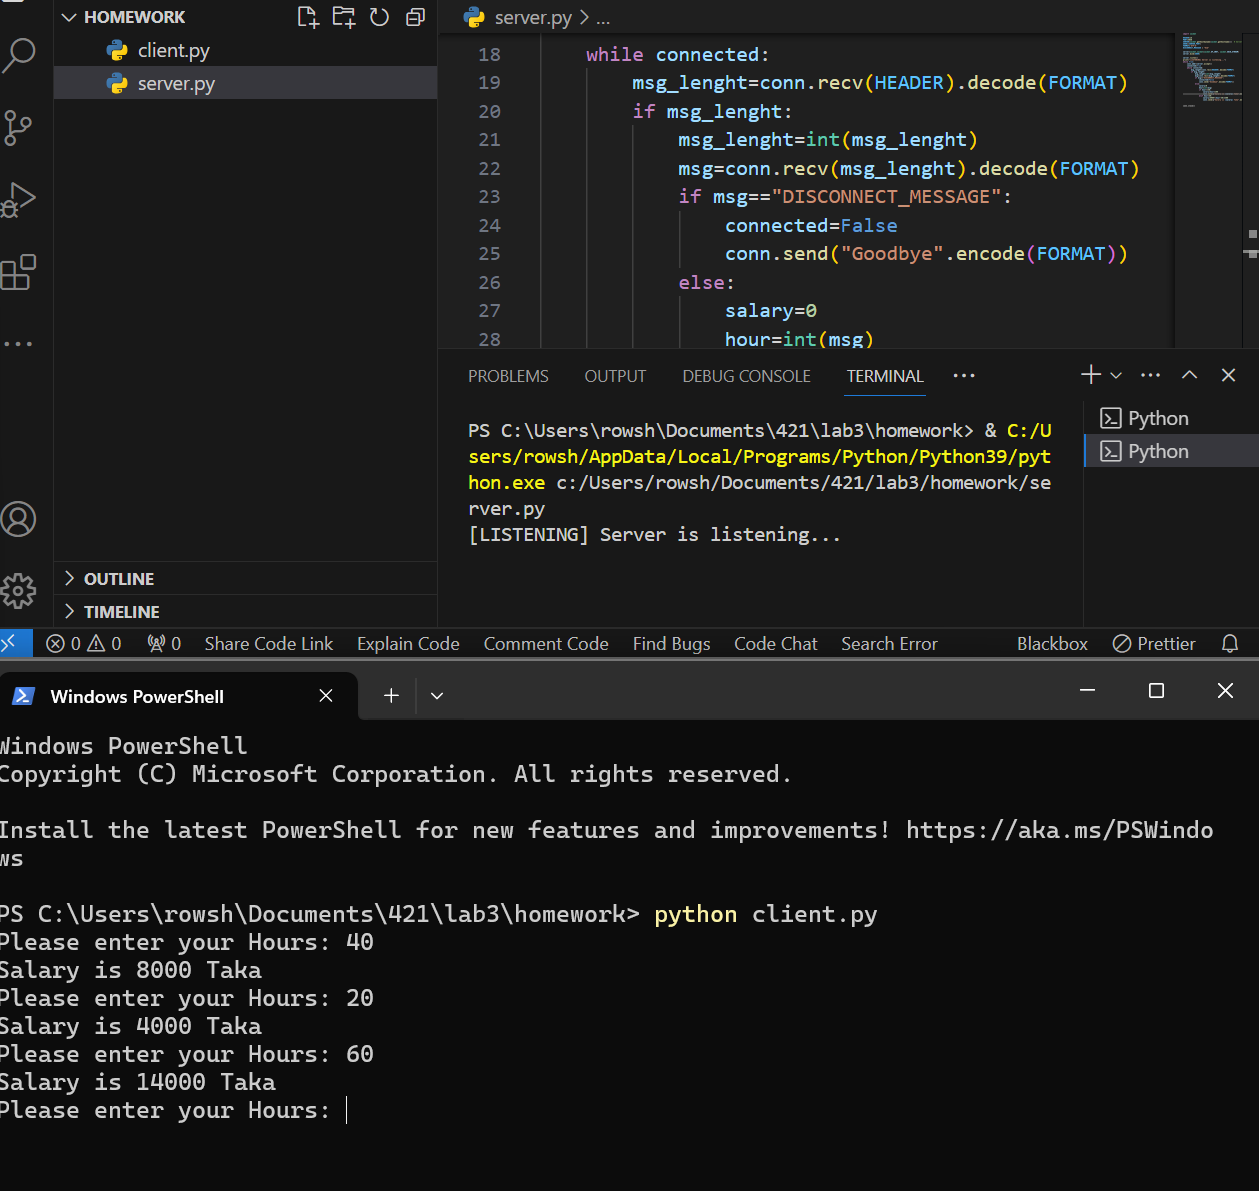 HOMEWORK
client.py
server.py
OUTLINE
TIMELINE
server.py > ...
18 while connected:
19 msg_lenght=conn.recv(HEADER).decode(FORMAT)
20 if msg_lenght:
21 msg_lenght=int(msg_lenght)
22 msg=conn.recv(msg_lenght).decode(FORMAT)
23 if msg=="DISCONNECT_MESSAGE":
24 connected=False
25 conn.send("Goodbye".encode(FORMAT))
26 else:
27 salary=0
28 hour=int(msg)
PROBLEMS OUTPUT DEBUG CONSOLE TERMINAL ...
PS C:\Users\rowsh\Documents\421\lab3\homework> & C:/U
sers/rowsh/AppData/Local/Programs/Python/Python39/pyt
hon.exe c:/Users/rowsh/Documents/421/lab3/homework/se
rver.py
[LISTENING] Server is listening...
Python
Python
0 0 0 Share Code Link Explain Code Comment Code Find Bugs Code Chat Search Error Blackbox Prettier
Windows PowerShell
Windows PowerShell
Copyright (C) Microsoft Corporation. All rights reserved.
Install the latest PowerShell for new features and improvements! https://aka.ms/PSWindo
ws
PS C:\Users\rowsh\Documents\421\lab3\homework> python client.py
Please enter your Hours: 40
Salary is 8000 Taka
Please enter your Hours: 20
Salary is 4000 Taka
Please enter your Hours: 60
Salary is 14000 Taka
Please enter your Hours: